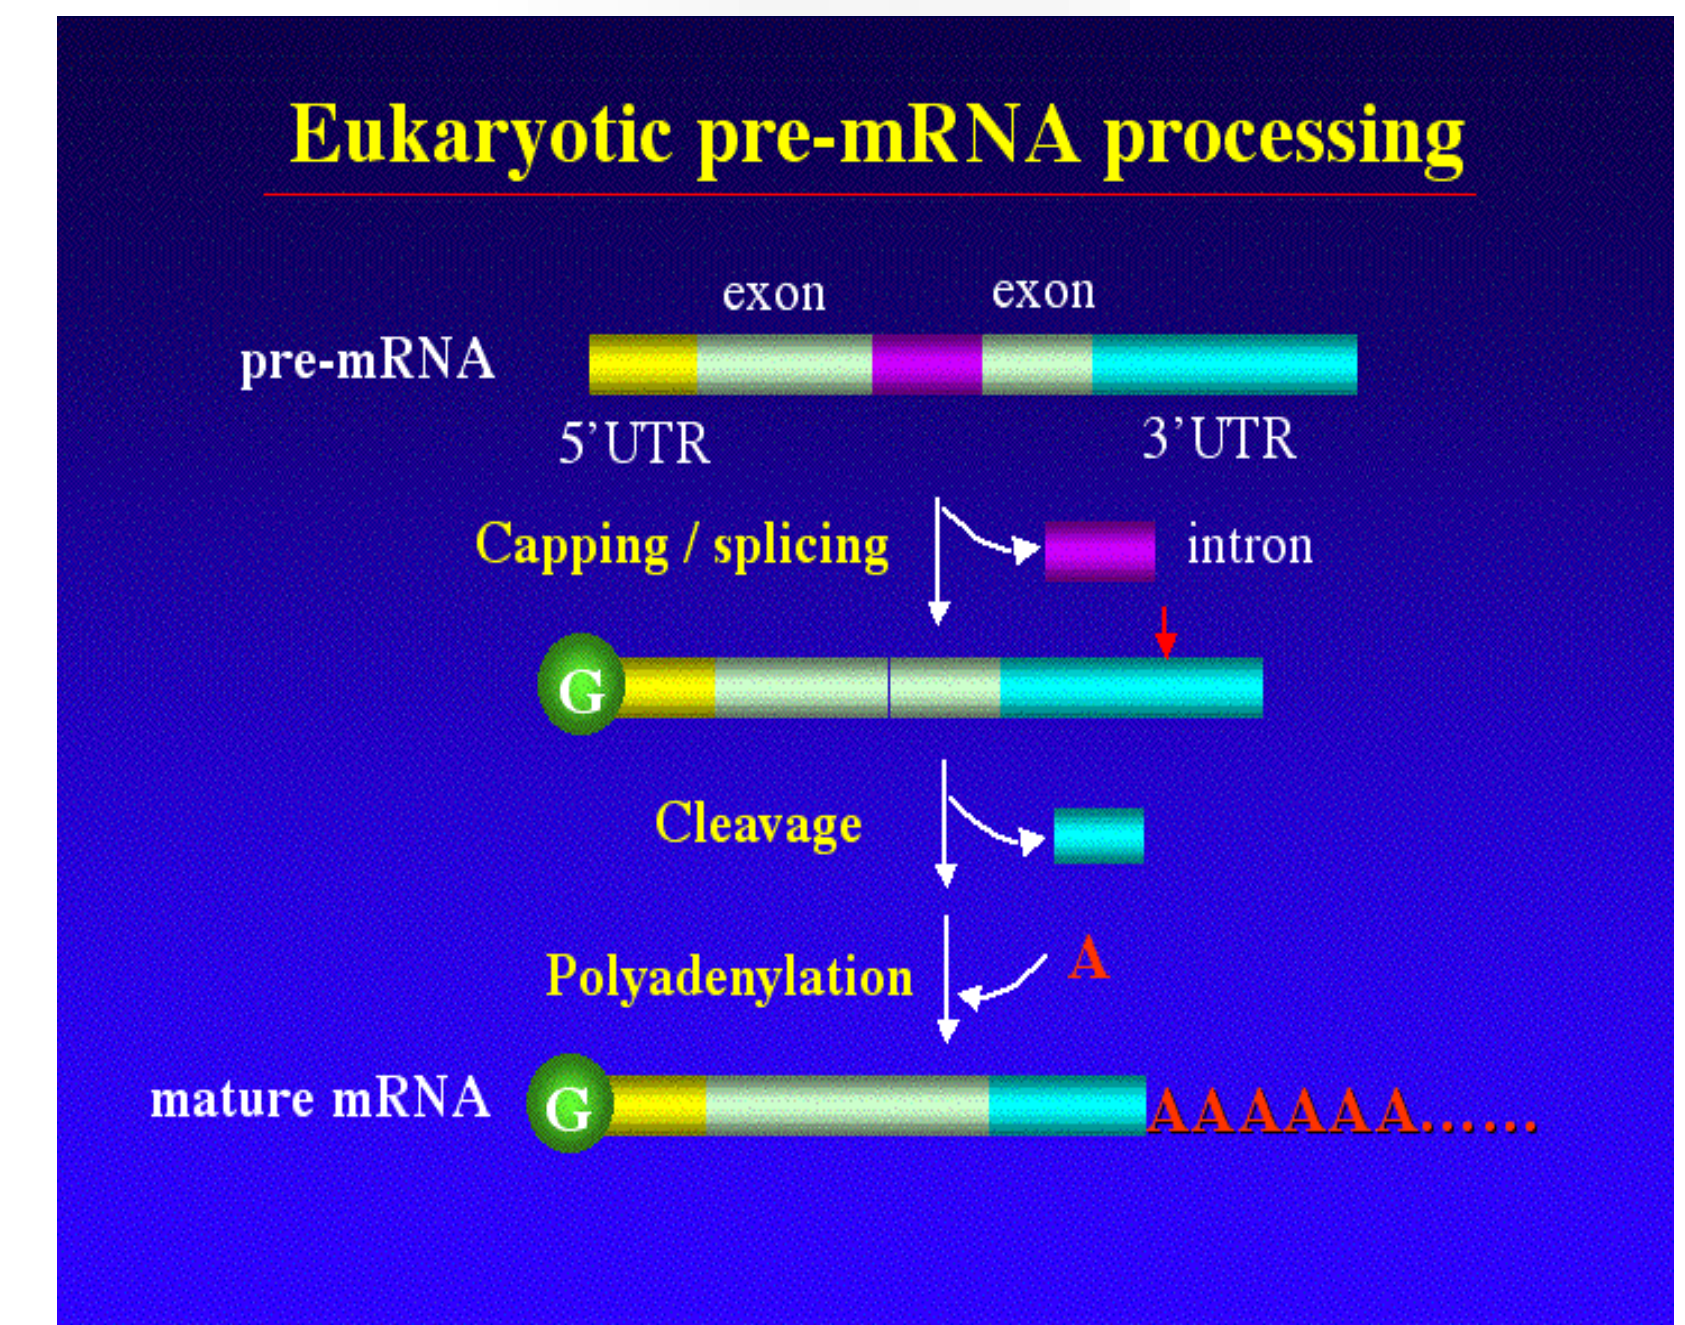 Eukaryotic pre-mRNA processing
exon exon
pre-mRNA
5’UTR 3’UTR
Capping / splicing intron
G
Cleavage
Polyadenylation A
mature mRNA G AAAAAA......